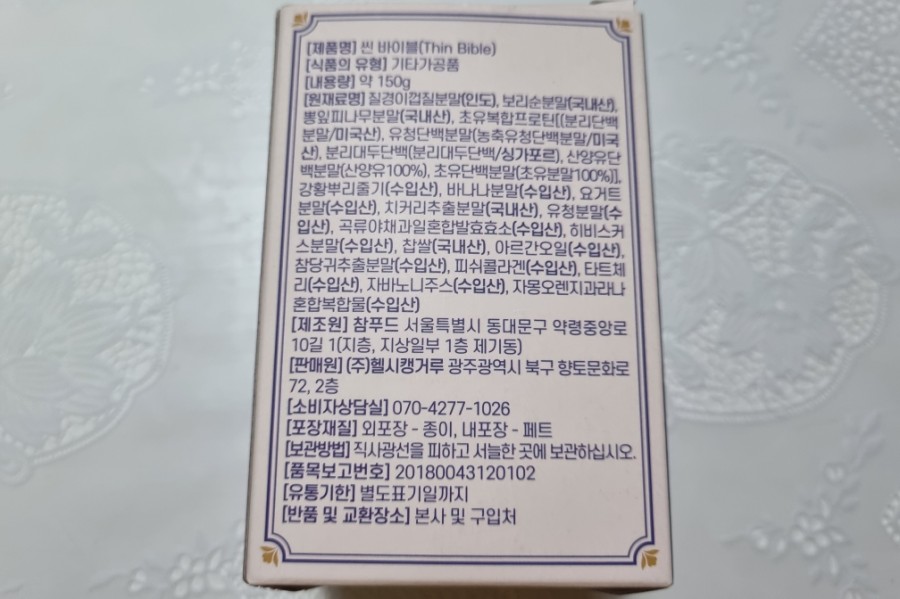 [제품명] 씬 바이블(Thin Bible)
[식품의 유형] 기타가공품
[내용량] 약 150g
[원재료명] 질경이껍질분말(인도), 보리순분말(국내산),
뽕잎피나무분말(국내산), 초유복합프로틴[(분리단백
분말/미국산), 유청단백분말(농축유청단백분말/미국
산), 분리대두단백(분리대두단백/싱가포르), 산양유단
백분말(산양유100%), 초유단백분말(초유분말100%)],
강황뿌리줄기(수입산), 바나나분말(수입산), 요거트
분말(수입산), 치커리추출분말(국내산), 유청분말(수
입산), 곡류야채과일혼합발효효소(수입산), 히비스커
스분말(수입산), 찹쌀(국내산), 아르간오일(수입산),
참당귀추출분말(수입산), 피쉬콜라겐(수입산), 타트체
리(수입산), 자바노니주스(수입산), 자몽오렌지과라나
혼합복합물(수입산)
[제조원] 참푸드 서울특별시 동대문구 약령중앙로
10길 1(지층, 지상일부 1층 제기동)
[판매원] (주)헬시캥거루 광주광역시 북구 향토문화로
72, 2층
[소비자상담실] 070-4277-1026
[포장재질] 외포장 - 종이, 내포장 - 페트
[보관방법] 직사광선을 피하고 서늘한 곳에 보관하십시오.
[품목보고번호] 20180043120102
[유통기한] 별도표기일까지
[반품 및 교환장소] 본사 및 구입처